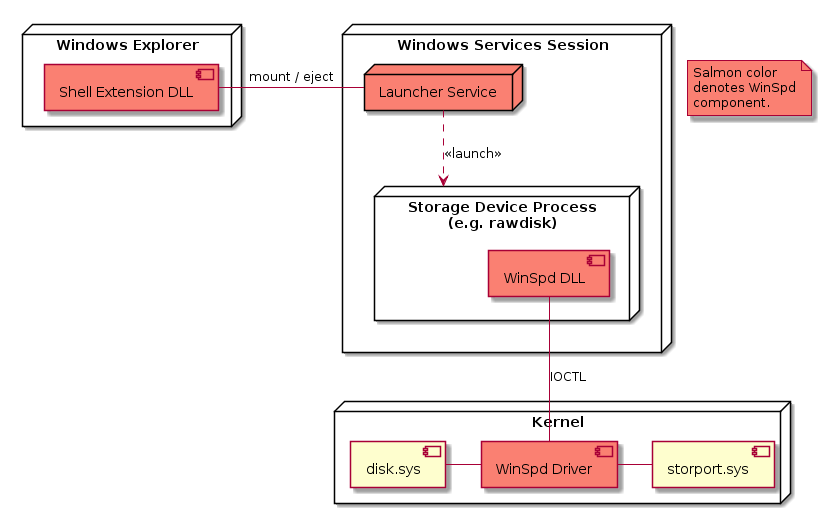 Windows Explorer
Shell Extension DLL
mount / eject
Windows Services Session
Launcher Service
Salmon color
denotes WinSpd
component.
«launch»
Storage Device Process
(e.g. rawdisk)
WinSpd DLL
IOCTL
Kernel
disk.sys
WinSpd Driver
storport.sys